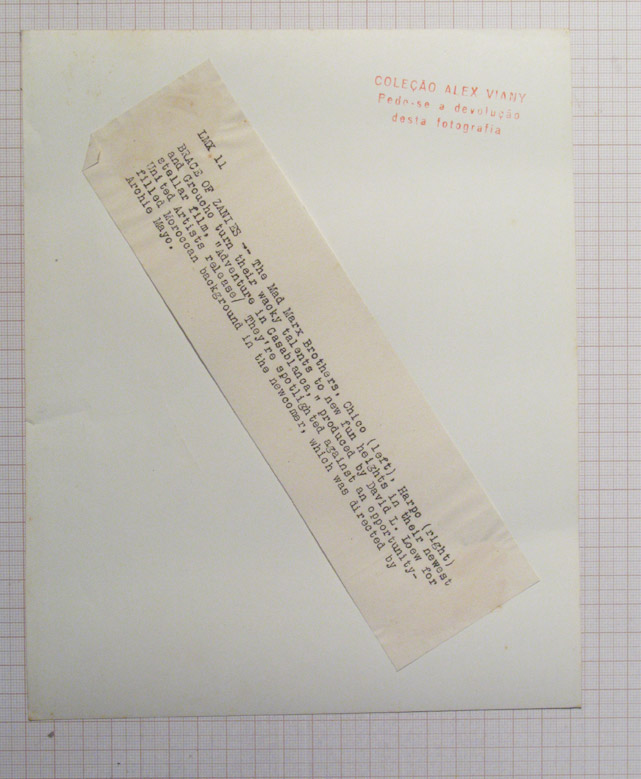 COLEÇÃO ALEX VIANY
Pede-se a devolução
desta fotografia
LMX 11
BRACE OF ZANIES -- The Mad Marx Brothers, Chico (left), Harpo (right)
and Groucho turn their wacky talents to new fun heights in their newest
stellar film, "Adventure in Casablanca," produced by David L. Loew for
United Artists release/ They're spotlighted against an opportunity-
filled Moroccan background in the newcomer, which was directed by
Archie Mayo.